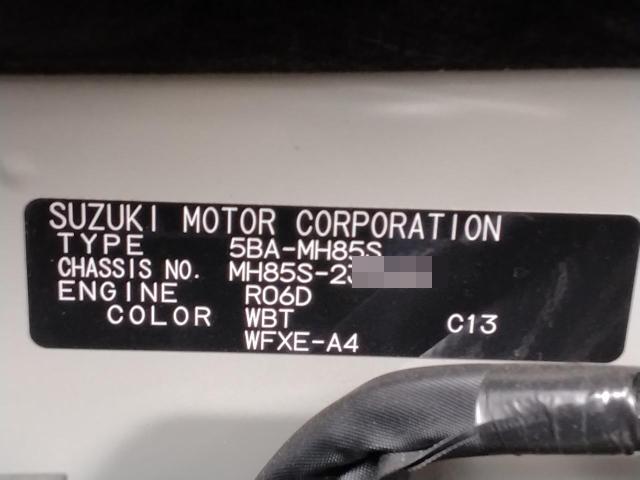 SUZUKI MOTOR CORPORATION
TYPE 5BA-MH85S
CHASSIS NO. MH85S-2
ENGINE R06D
COLOR WBT C13
WFXE-A4